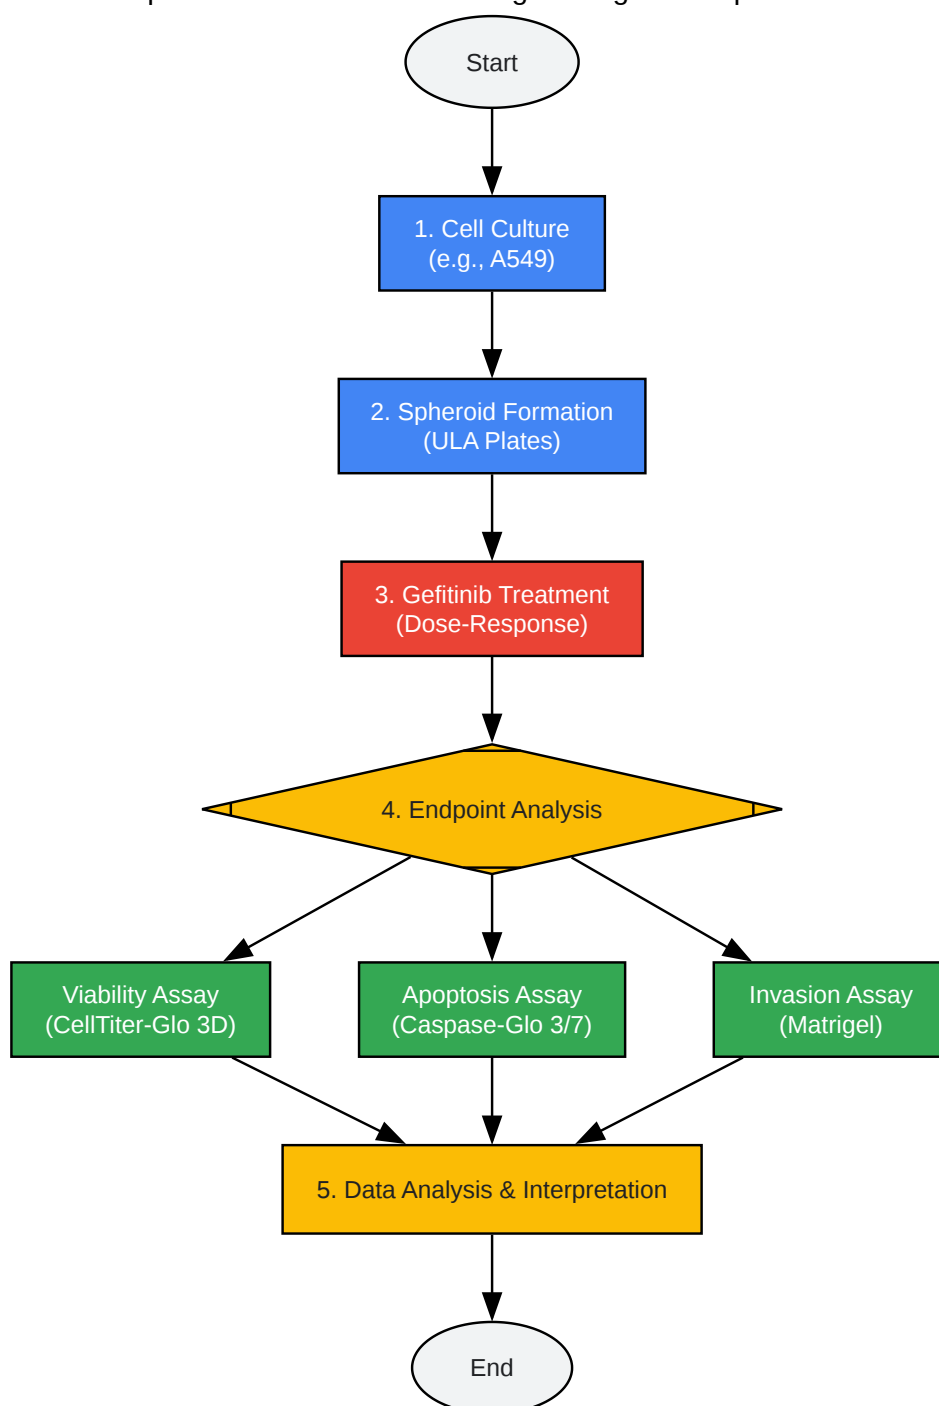 Start
1. Cell Culture
(e.g., A549)
2. Spheroid Formation
(ULA Plates)
3. Gefitinib Treatment
(Dose-Response)
4. Endpoint Analysis
Viability Assay
(CellTiter-Glo 3D)
Apoptosis Assay
(Caspase-Glo 3/7)
Invasion Assay
(Matrigel)
5. Data Analysis & Interpretation
End